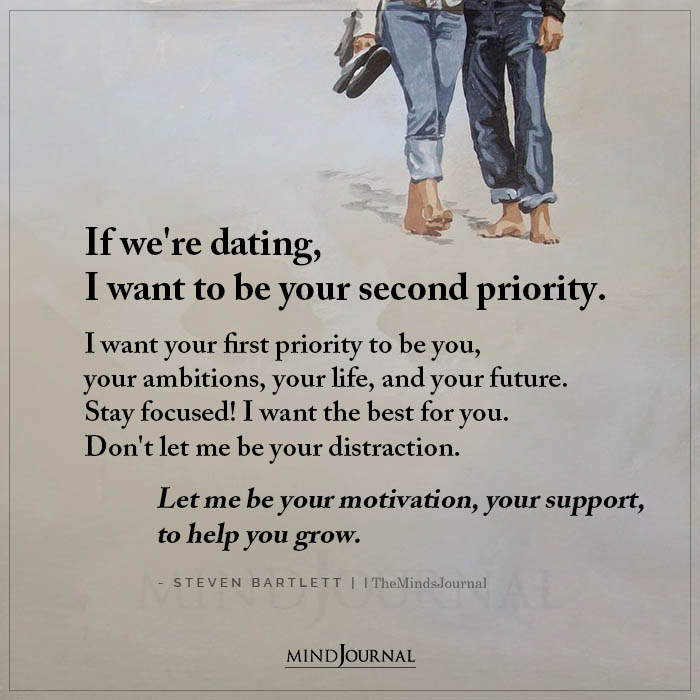 If we're dating,
I want to be your second priority.
I want your first priority to be you,
your ambitions, your life, and your future.
Stay focused! I want the best for you.
Don't let me be your distraction.
Let me be your motivation, your support,
to help you grow.
- STEVEN BARTLETT | | TheMindsJournal
MINDJOURNAL
MINDJOURNAL